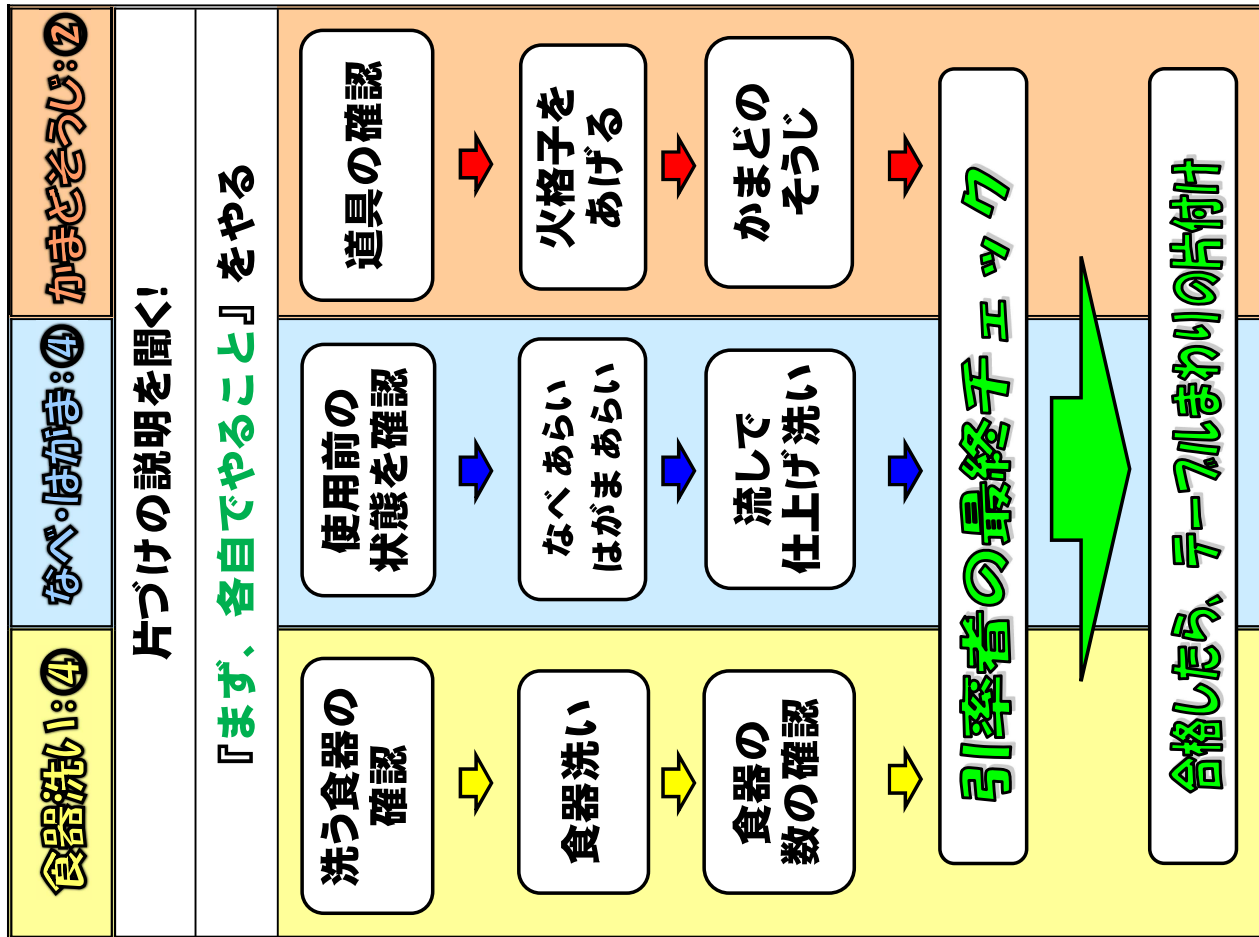 食器洗い:❹
なべ・はがま:❹
かまどそうじ:❷
片づけの説明を聞く!
『まず、各自でやること』をやる
洗う食器の
確認
食器洗い
食器の
数の確認
使用前の
状態を確認
なべ あらい
はがま あらい
流しで
仕上げ洗い
道具の確認
火格子を
あげる
かまどの
そうじ
引率者の最終チェック
合格したら、テーブルまわりの片付け